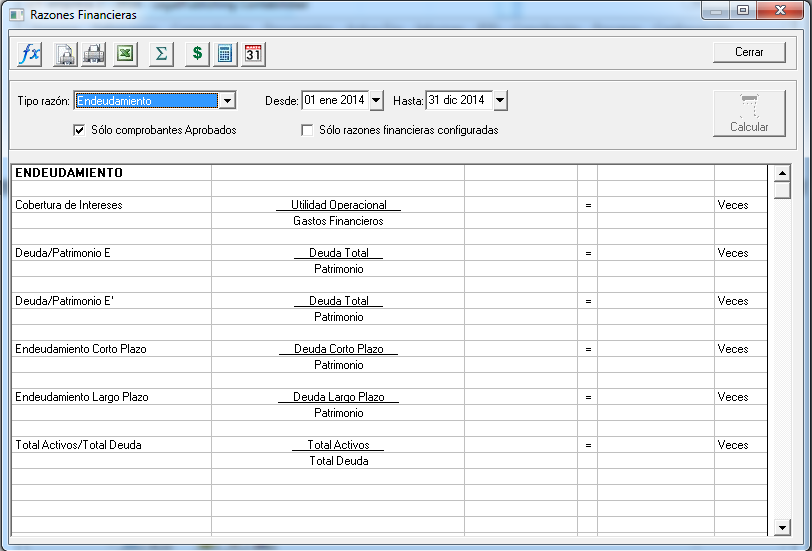 Razones Financieras
fx Σ $ 31
Cerrar
Tipo razón: Endeudamiento Desde: 01 ene 2014 Hasta: 31 dic 2014
Sólo comprobantes Aprobados Sólo razones financieras configuradas
Calcular
ENDEUDAMIENTO
Cobertura de Intereses Utilidad Operacional = Veces
Gastos Financieros
Deuda/Patrimonio E Deuda Total = Veces
Patrimonio
Deuda/Patrimonio E' Deuda Total = Veces
Patrimonio
Endeudamiento Corto Plazo Deuda Corto Plazo = Veces
Patrimonio
Endeudamiento Largo Plazo Deuda Largo Plazo = Veces
Patrimonio
Total Activos/Total Deuda Total Activos = Veces
Total Deuda